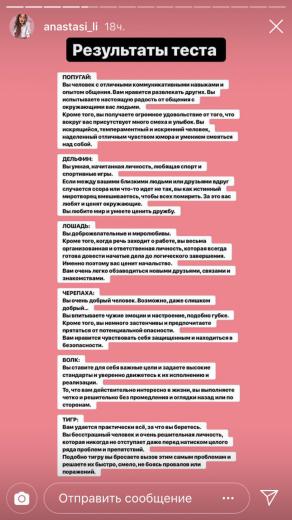 anastasi_li 18ч.
Результаты теста
ПОПУГАЙ:
Вы человек с отличными коммуникативными навыками и
опытом общения. Вам нравится развлекать других. Вы
испытываете настоящую радость от общения с
окружающими вас людьми.
Кроме того, вы получаете огромное удовольствие от того, что
вокруг вас присутствует много смеха и улыбок. Вы
искрящийся, темпераментный и искренний человек,
наделенный отличным чувством юмора и умением смеяться
над собой.
ДЕЛЬФИН:
Вы умная, начитанная личность, любящая спорт и
спортивные игры.
Если между вашими близкими людьми или друзьями вдруг
случается ссора или что-то идет не так, вы как истинный
миротворец вмешиваетесь, чтобы всех помирить. За это вас
любят и ценят окружающие.
Вы любите мир и умеете ценить дружбу.
ЛОШАДЬ:
Вы доброжелательные и миролюбивы.
Кроме того, когда речь заходит о работе, вы весьма
организованная и ответственная личность, которая всегда
готова довести начатые дела до логического завершения.
Именно поэтому вас ценит начальство.
Вам очень легко обзаводиться новыми друзьями, связами и
знакомствами.
ЧЕРЕПАХА:
Вы очень добрый человек. Возможно, даже слишком
добрый...
Вы впитываете чужие эмоции и настроение, подобно губке.
Кроме того, вы немного застенчивы и предпочитаете
прятаться от потенциальной опасности.
Вам нравится чувствовать себя защищенным и находиться в
безопасности.
ВОЛК:
Вы ставите для себя важные цели и задаете высокие
стандарты и уверенно движетесь к их исполнению и
реализации.
То, что вам действительно интересно в жизни, вы выполняете
четко и решительно без промедления и оглядки назад или по
сторонам.
ТИГР:
Вам удается практически всё, за что вы беретесь.
Вы бесстрашный человек и очень решительная личность,
которая никогда не отступает даже перед натиском целого
ряда проблем и препятствий.
Подобно тигру вы бросаете вызов этим самым проблемам и
решаете их быстро, смело, не боясь провалов или
поражений.
Отправить сообщение